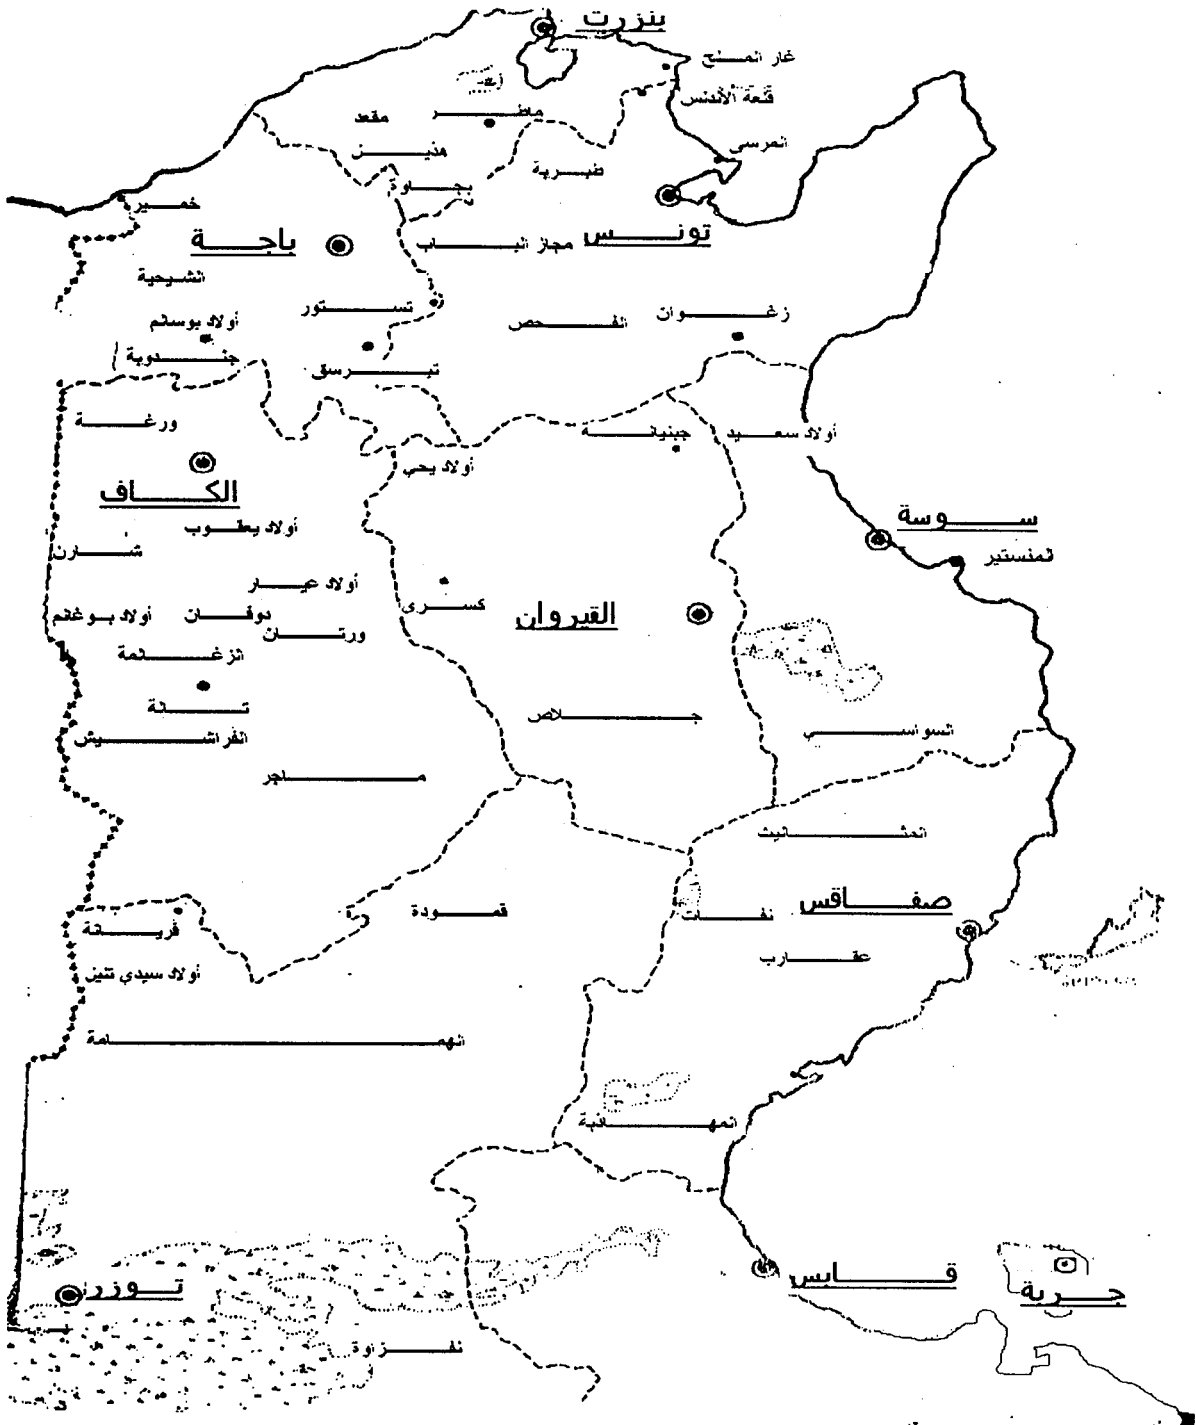 بنزرت
غار الملح
قلعة الأندلس
ماطر
مقعد
هذيل
المرسى
طبربة
بجاوة
خمير
باجة
مجاز الباب
تونس
الشيحية
تستور
أولاد بوسالم
الفحص
زغوان
جندوبة
تبرسق
ورغة
جبنيانة
أولاد سعيد
أولاد يحي
الكاف
سوسة
أولاد يعقوب
شارن
لمنستير
أولاد عيار
كسرى
القيروان
أولاد بوغانم
دوفان
ورتان
الزغالمة
تالة
جلاص
الفراشيش
السواسي
ماجر
المثاليث
صفاقس
قمودة
نفات
فريانة
عقارب
أولاد سيدي تليل
الهمامة
المهاذبة
قابس
توزر
جربة
نفزاوة